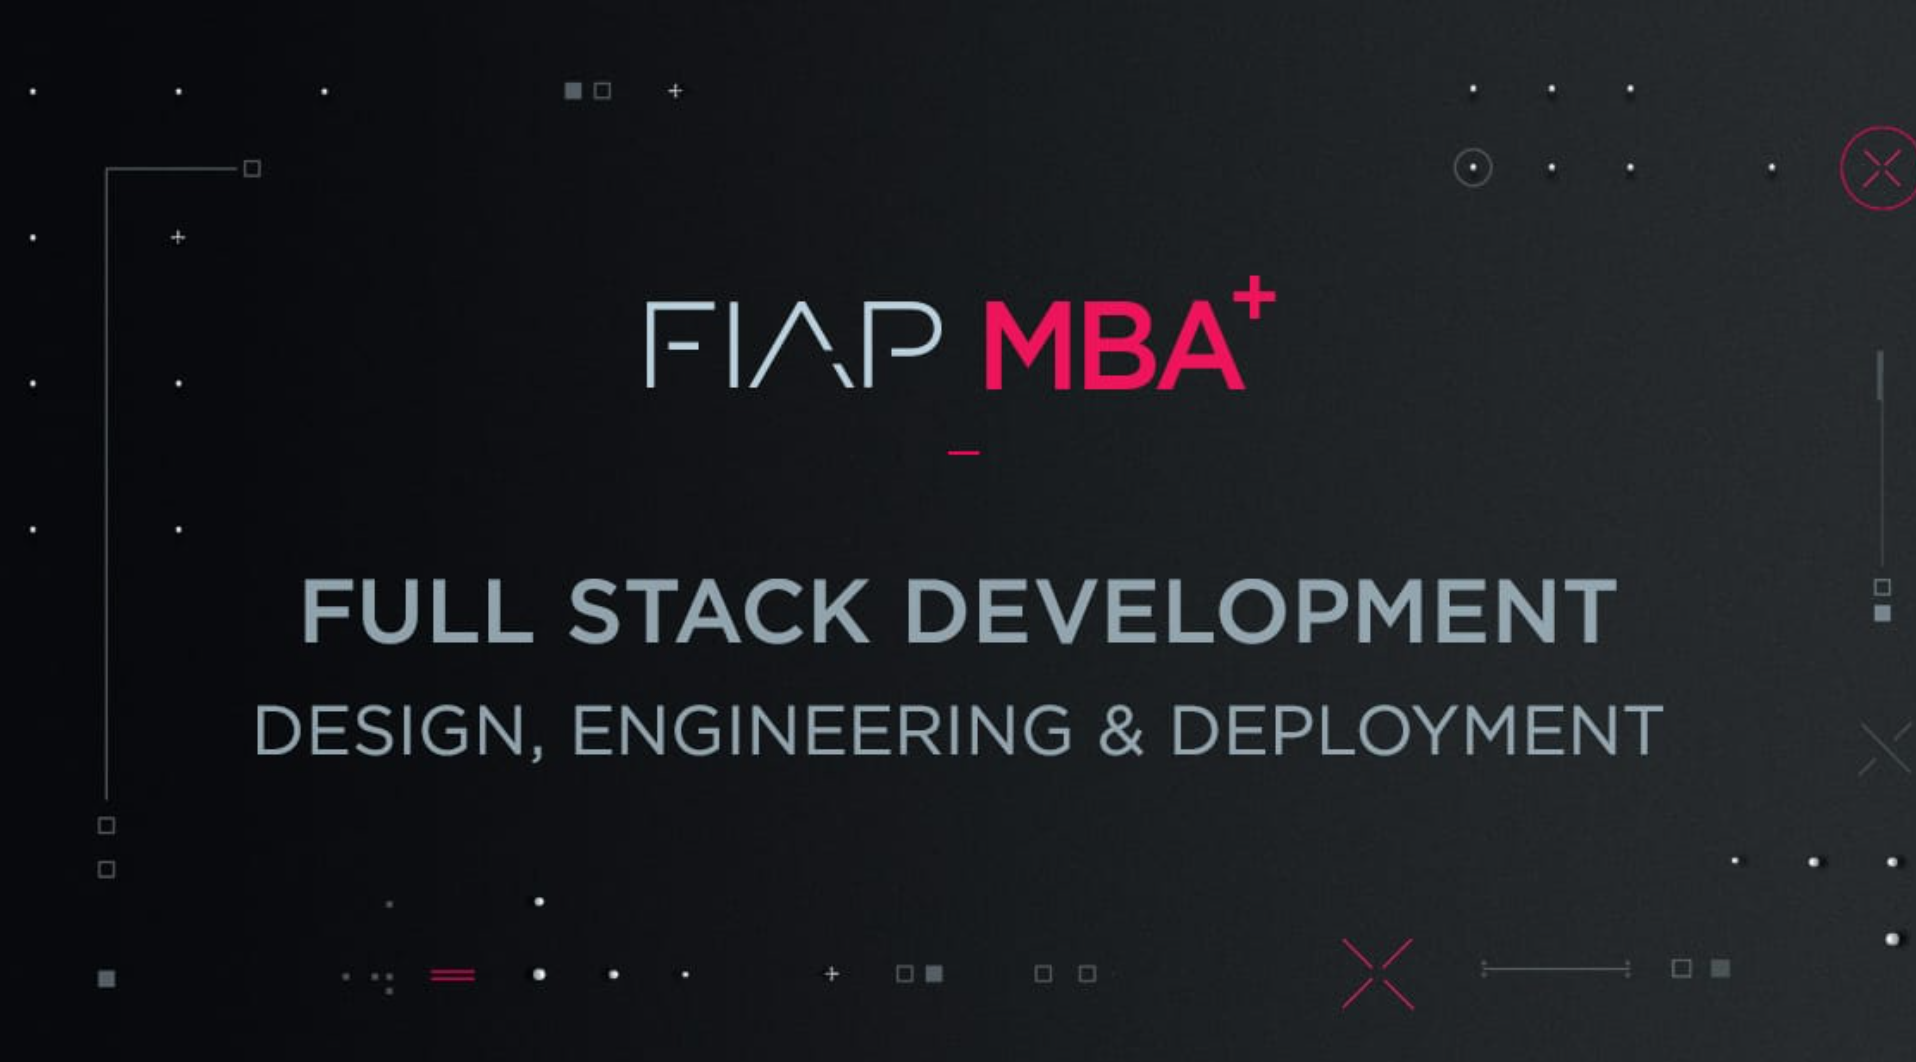 FIAP MBA+
FULL STACK DEVELOPMENT
DESIGN, ENGINEERING & DEPLOYMENT